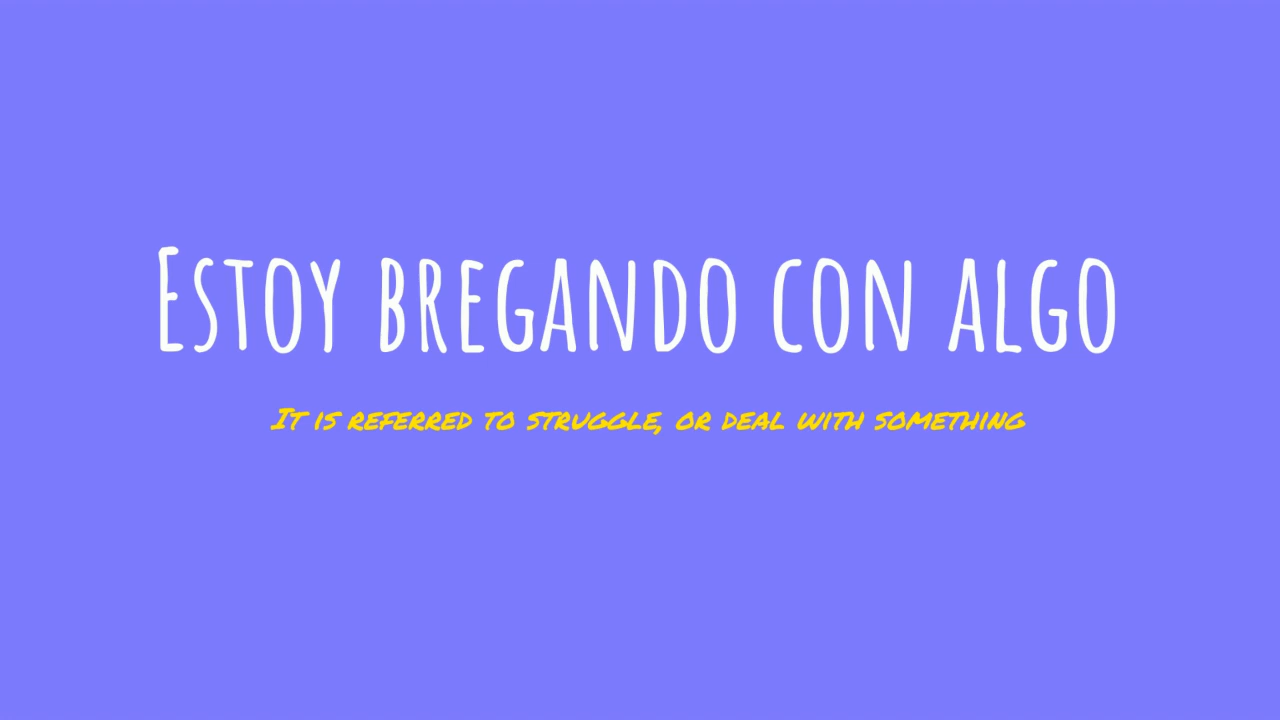 Estoy bregando con algo
It is referred to struggle, or deal with something